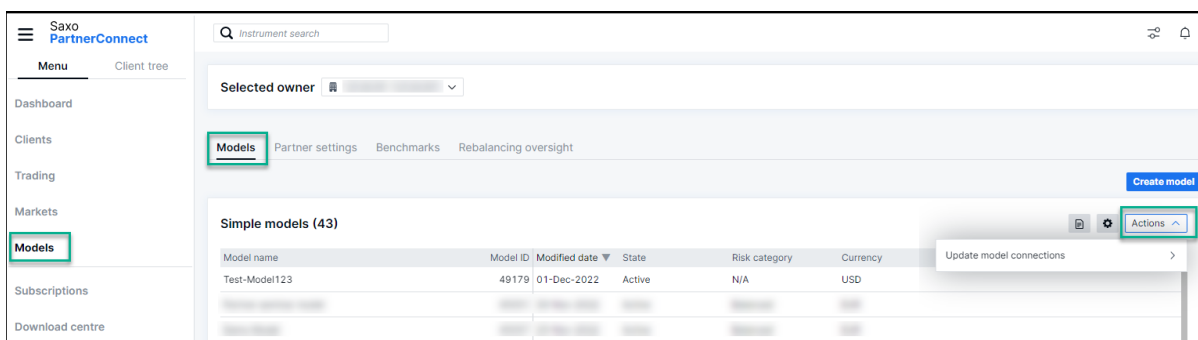 Saxo
PartnerConnect
Instrument search
Menu Client tree
Dashboard
Clients
Trading
Markets
Models
Subscriptions
Download centre
Selected owner
Models Partner settings Benchmarks Rebalancing oversight
Create model
Simple models (43)
Actions
Update model connections
Model name Model ID Modified date State Risk category Currency
Test-Model123 49179 01-Dec-2022 Active N/A USD